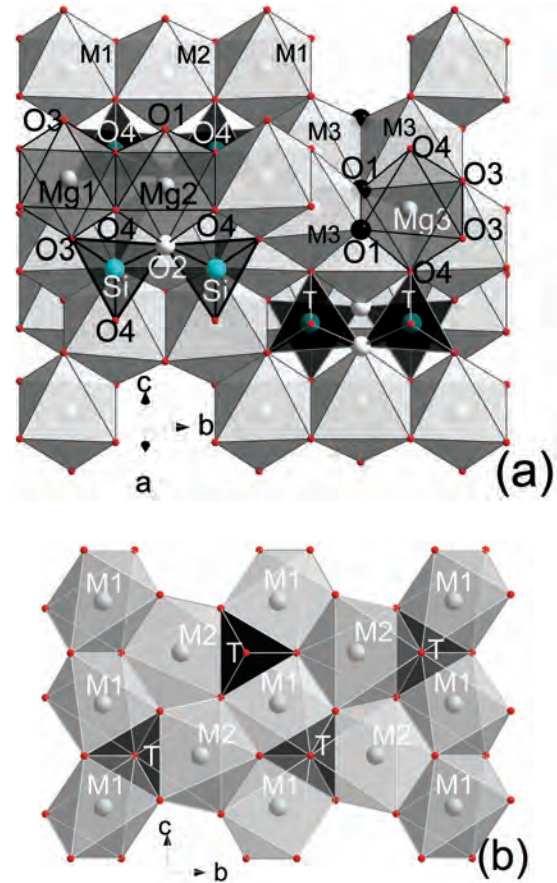 M1 M2 M1
O3 O4 O1 O4 M3 M3
O4
Mg1 Mg2 O1 O3
Mg3
O3 O4 O4 M3 O1 O3
O2
Si Si O4
T T
O4
c
b
a
(a)
M1 M1 M1
M2 T M2 T
M1 M1 M1
T M2 T M2
M1 M1 M1
c
b
(b)